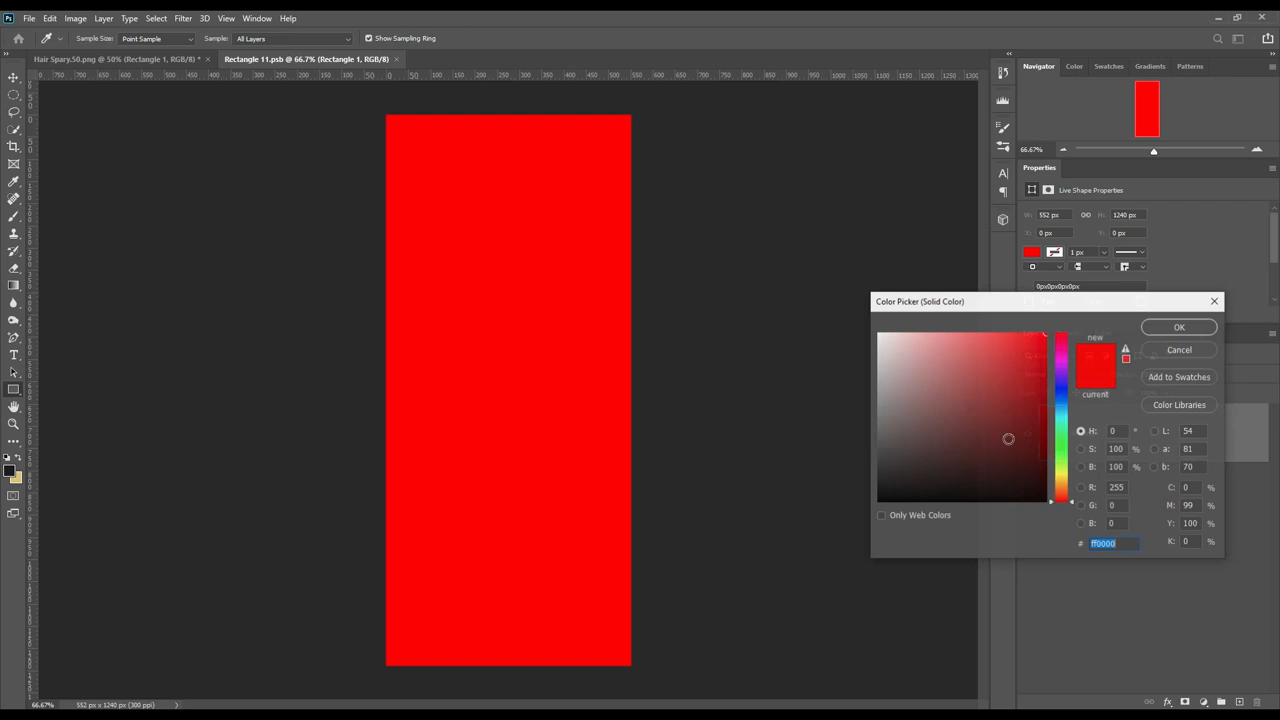 Ps File Edit Image Layer Type Select Filter 3D View Window Help
Sample Size: Point Sample Sample: All Layers Show Sampling Ring
Hair Spary.50.png @ 50% (Rectangle 1, RGB/8) * × Rectangle 11.psb @ 66.7% (Rectangle 1, RGB/8) ×
Navigator Color Swatches Gradients Patterns
66.67%
Properties
Live Shape Properties
W: 552 px H: 1240 px
X: 0 px Y: 0 px
1 px
0px0px0px0px
Color Picker (Solid Color)
new
current
OK
Cancel
Add to Swatches
Color Libraries
H: 0 °
S: 100 %
B: 100 %
R: 255
G: 0
B: 0
# ff0000
L: 54
a: 81
b: 70
C: 0 %
M: 99 %
Y: 100 %
K: 0 %
Only Web Colors
66.67% 552 px x 1240 px (300 ppi)